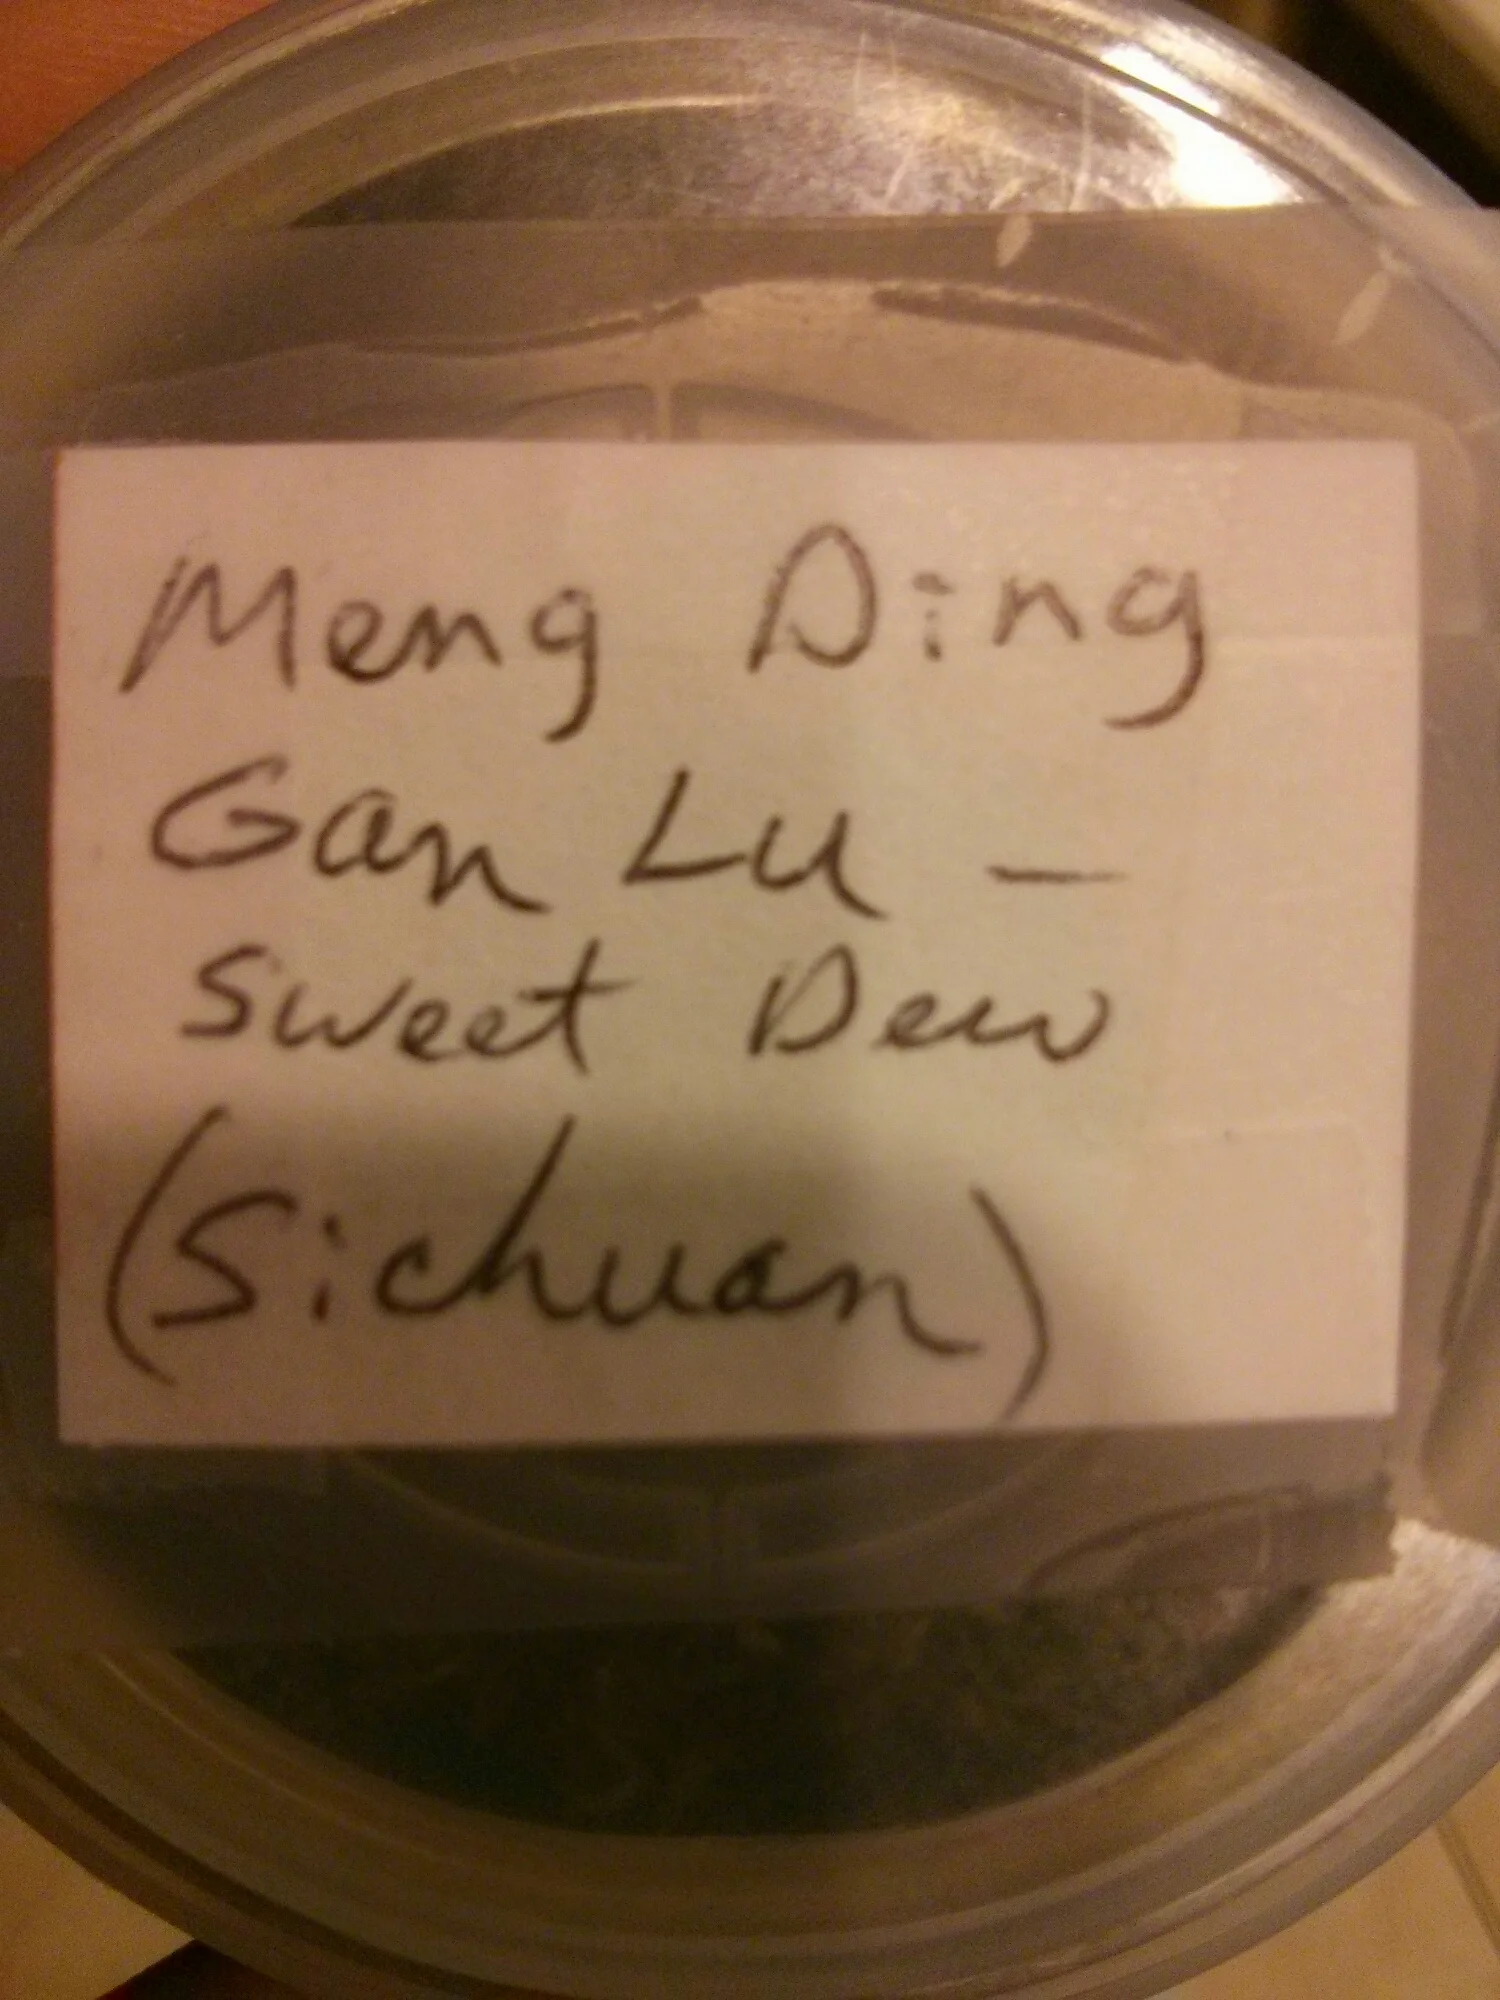 Meng Ding
Gan Lu —
Sweet Dew
(Sichuan)